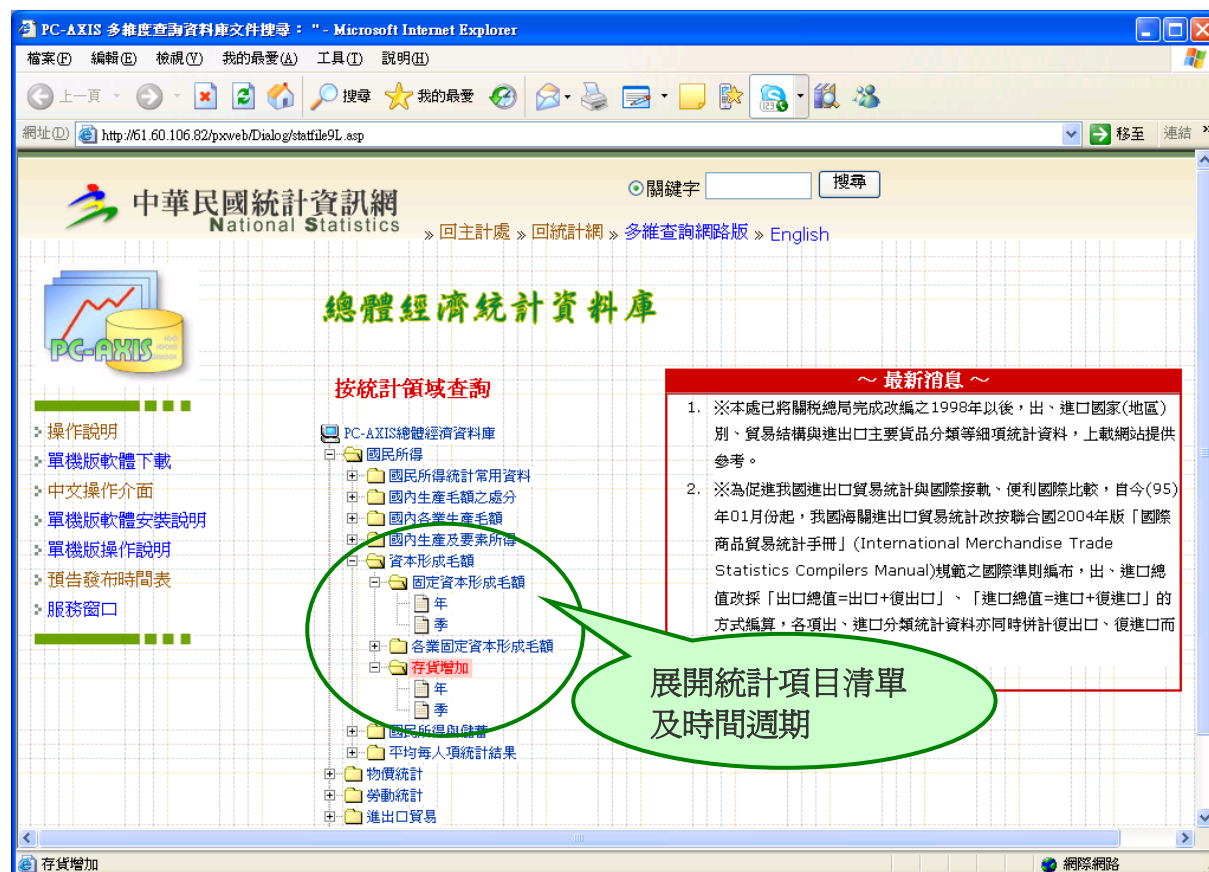 PC-AXIS 多維度查詢資料庫文件搜尋： " - Microsoft Internet Explorer
檔案(F) 編輯(E) 檢視(V) 我的最愛(A) 工具(T) 說明(H)
上一頁 搜尋 我的最愛
網址(D) http://61.60.106.82/pxweb/Dialog/statfile9L.asp 移至 連結 »
中華民國統計資訊網
National Statistics
關鍵字 搜尋
» 回主計處 » 回統計網 » 多維查詢網路版 » English
PC-AXIS
總體經濟統計資料庫
操作說明
單機版軟體下載
中文操作介面
單機版軟體安裝說明
單機版操作說明
預告發布時間表
服務窗口
按統計領域查詢
PC-AXIS總體經濟資料庫
國民所得
國民所得統計常用資料
國內生產毛額之處分
國內各業生產毛額
國內生產及要素所得
資本形成毛額
固定資本形成毛額
年
季
各業固定資本形成毛額
存貨增加
年
季
國民所得與儲蓄
平均每人項統計結果
物價統計
勞動統計
進出口貿易
～ 最新消息 ～
1. ※本處已將關稅總局完成改編之1998年以後，出、進口國家(地區)
別、貿易結構與進出口主要貨品分類等細項統計資料，上載網站提供
參考。
2. ※為促進我國進出口貿易統計與國際接軌、便利國際比較，自今(95)
年01月份起，我國海關進出口貿易統計改按聯合國2004年版「國際
商品貿易統計手冊」(International Merchandise Trade
Statistics Compilers Manual)規範之國際準則編布，出、進口總
值改採「出口總值=出口+復出口」、「進口總值=進口+復進口」的
方式編算，各項出、進口分類統計資料亦同時併計復出口、復進口而
展開統計項目清單
及時間週期
存貨增加
網際網路